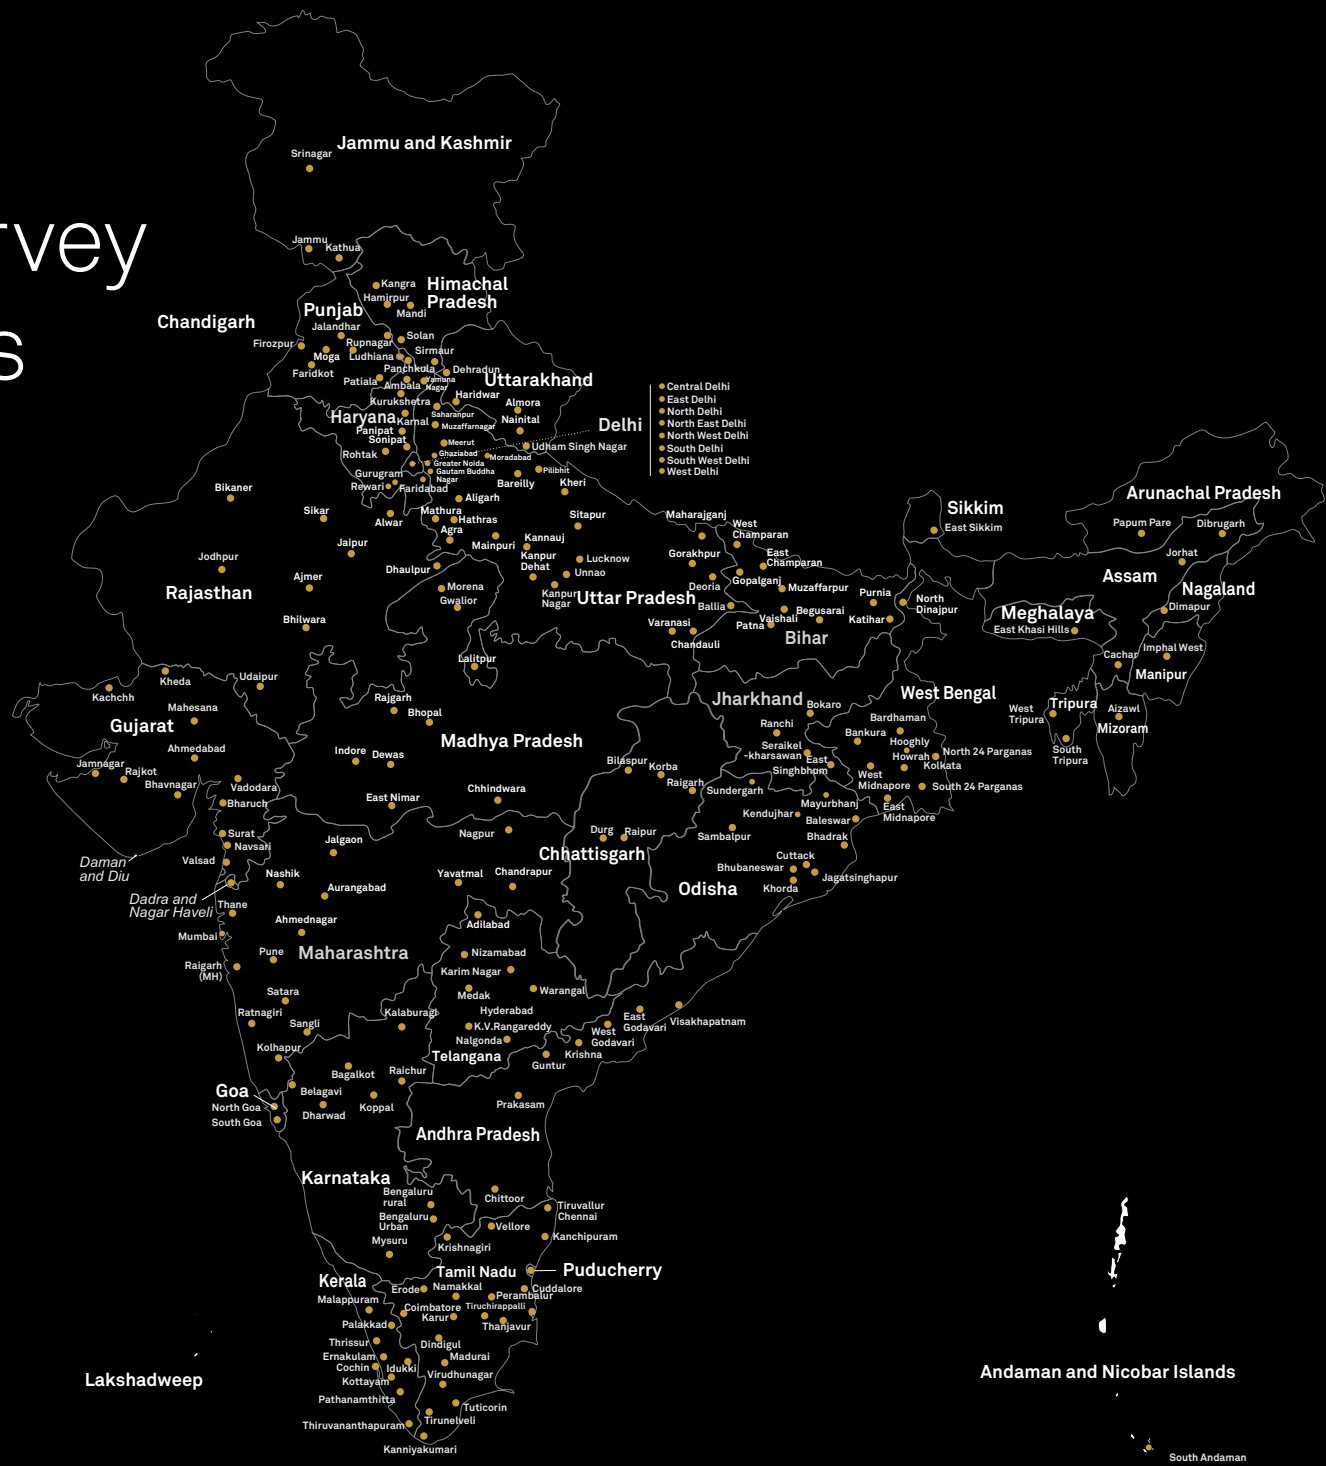 rvey
s
Jammu and Kashmir
Srinagar
Jammu
Kathua
Kangra
Himachal
Pradesh
Hamirpur
Mandi
Chandigarh
Punjab
Jalandhar
Firozpur
Rupnagar
Solan
Moga
Ludhiana
Sirmaur
Faridkot
Panchkula
Dehradun
Patiala
Ambala
Yamuna
Nagar
Uttarakhand
Kurukshetra
Haridwar
Almora
Haryana
Karnal
Saharanpur
Nainital
Panipat
Muzaffarnagar
Sonipat
Meerut
Udham Singh Nagar
Rohtak
Ghaziabad
Moradabad
Greater Noida
Gurugram
Gautam Buddha
Nagar
Pilibhit
Rewari
Faridabad
Bareilly
Kheri
Delhi
Central Delhi
East Delhi
North Delhi
North East Delhi
North West Delhi
South Delhi
South West Delhi
West Delhi
Bikaner
Aligarh
Sikar
Alwar
Mathura
Hathras
Sitapur
Agra
Mainpuri
Kannauj
Jaipur
Kanpur
Dehat
Lucknow
Jodhpur
Dhaulpur
Unnao
Ajmer
Morena
Kanpur
Nagar
Rajasthan
Gwalior
Uttar Pradesh
Bhilwara
Maharajganj
West
Champaran
Gorakhpur
East
Champaran
Deoria
Gopalganj
Muzaffarpur
Ballia
Vaishali
Begusarai
Purnia
North
Dinajpur
Varanasi
Patna
Katihar
Chandauli
Bihar
Sikkim
East Sikkim
Arunachal Pradesh
Papum Pare
Dibrugarh
Jorhat
Assam
Nagaland
Meghalaya
Dimapur
East Khasi Hills
Imphal West
Cachar
Manipur
West
Tripura
Tripura
Aizawl
Mizoram
South
Tripura
Lalitpur
Kheda
Udaipur
Kachchh
Mahesana
Gujarat
Rajgarh
Bhopal
Ahmedabad
Madhya Pradesh
Jamnagar
Rajkot
Indore
Dewas
Bhavnagar
Vadodara
Bharuch
East Nimar
Chhindwara
Jharkhand
Bokaro
West Bengal
Ranchi
Bardhaman
Bankura
Hooghly
Seraikel
-kharsawan
East
Singhbhum
Howrah
North 24 Parganas
Kolkata
Bilaspur
Korba
West
Midnapore
South 24 Parganas
Raigarh
Sundergarh
Mayurbhanj
East
Midnapore
Kendujhar
Baleswar
Sambalpur
Bhadrak
Surat
Navsari
Jalgaon
Nagpur
Durg
Raipur
Chhattisgarh
Daman
and Diu
Valsad
Nashik
Yavatmal
Chandrapur
Cuttack
Bhubaneswar
Jagatsinghapur
Khorda
Odisha
Dadra and
Nagar Haveli
Aurangabad
Thane
Ahmednagar
Adilabad
Mumbai
Pune
Maharashtra
Nizamabad
Raigarh
(MH)
Karim Nagar
Satara
Medak
Warangal
Ratnagiri
Kalaburagi
Hyderabad
Sangli
K.V.Rangareddy
East
Godavari
Visakhapatnam
Nalgonda
West
Godavari
Kolhapur
Telangana
Krishna
Guntur
Bagalkot
Raichur
Goa
Belagavi
Prakasam
North Goa
Koppal
South Goa
Dharwad
Andhra Pradesh
Karnataka
Bengaluru
rural
Chittoor
Tiruvallur
Chennai
Bengaluru
Urban
Vellore
Kanchipuram
Mysuru
Krishnagiri
Kerala
Tamil Nadu
Puducherry
Erode
Namakkal
Cuddalore
Malappuram
Perambalur
Coimbatore
Tiruchirappalli
Palakkad
Karur
Thanjavur
Thrissur
Dindigul
Ernakulam
Madurai
Cochin
Idukki
Kottayam
Virudhunagar
Pathanamthitta
Tuticorin
Thiruvananthapuram
Tirunelveli
Kanniyakumari
Lakshadweep
Andaman and Nicobar Islands
South Andaman